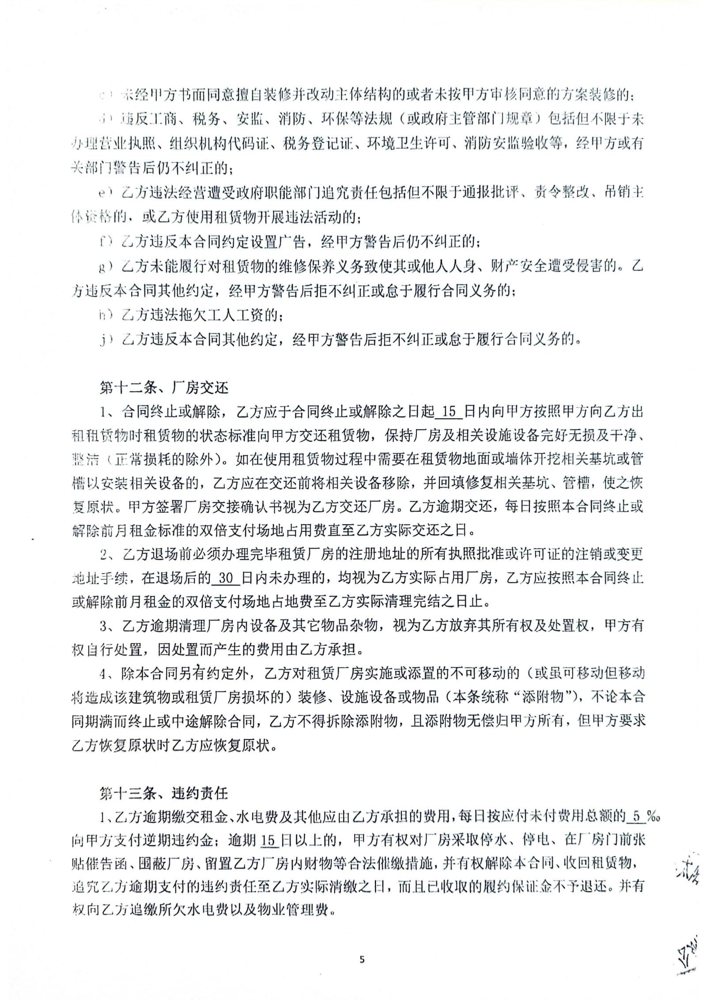 c）未经甲方书面同意擅自装修并改动主体结构的或者未按甲方审核同意的方案装修的；
d）违反工商、税务、安监、消防、环保等法规（或政府主管部门规章）包括但不限于未
办理营业执照、组织机构代码证、税务登记证、环境卫生许可、消防安监验收等，经甲方或有
关部门警告后仍不纠正的；
e）乙方违法经营遭受政府职能部门追究责任包括但不限于通报批评、责令整改、吊销主
体资格的，或乙方使用租赁物开展违法活动的；
f）乙方违反本合同约定设置广告，经甲方警告后仍不纠正的；
g）乙方未能履行对租赁物的维修保养义务致使其或他人人身、财产安全遭受侵害的。乙
方违反本合同其他约定，经甲方警告后拒不纠正或怠于履行合同义务的；
h）乙方违法拖欠工人工资的；
j）乙方违反本合同其他约定，经甲方警告后拒不纠正或怠于履行合同义务的。
第十二条、厂房交还
1、合同终止或解除，乙方应于合同终止或解除之日起 15 日内向甲方按照甲方向乙方出
租租赁物时租赁物的状态标准向甲方交还租赁物，保持厂房及相关设施设备完好无损及干净、
整洁（正常损耗的除外）。如在使用租赁物过程中需要在租赁物地面或墙体开挖相关基坑或管
槽以安装相关设备的，乙方应在交还前将相关设备移除，并回填修复相关基坑、管槽，使之恢
复原状。甲方签署厂房交接确认书视为乙方交还厂房。乙方逾期交还，每日按照本合同终止或
解除前月租金标准的双倍支付场地占用费直至乙方实际交还之日。
2、乙方退场前必须办理完毕租赁厂房的注册地址的所有执照批准或许可证的注销或变更
地址手续，在退场后的 30 日内未办理的，均视为乙方实际占用厂房，乙方应按照本合同终止
或解除前月租金的双倍支付场地占地费至乙方实际清理完结之日止。
3、乙方逾期清理厂房内设备及其它物品杂物，视为乙方放弃其所有权及处置权，甲方有
权自行处置，因处置而产生的费用由乙方承担。
4、除本合同另有约定外，乙方对租赁厂房实施或添置的不可移动的（或虽可移动但移动
将造成该建筑物或租赁厂房损坏的）装修、设施设备或物品（本条统称“添附物”），不论本合
同期满而终止或中途解除合同，乙方不得拆除添附物，且添附物无偿归甲方所有，但甲方要求
乙方恢复原状时乙方应恢复原状。
第十三条、违约责任
1、乙方逾期缴交租金、水电费及其他应由乙方承担的费用，每日按应付未付费用总额的 5 ‰
向甲方支付逆期违约金；逾期 15 日以上的，甲方有权对厂房采取停水、停电、在厂房门前张
贴催告函、围蔽厂房、留置乙方厂房内财物等合法催缴措施，并有权解除本合同、收回租赁物，
追究乙方逾期支付的违约责任至乙方实际清缴之日，而且已收取的履约保证金不予退还。并有
权向乙方追缴所欠水电费以及物业管理费。
5